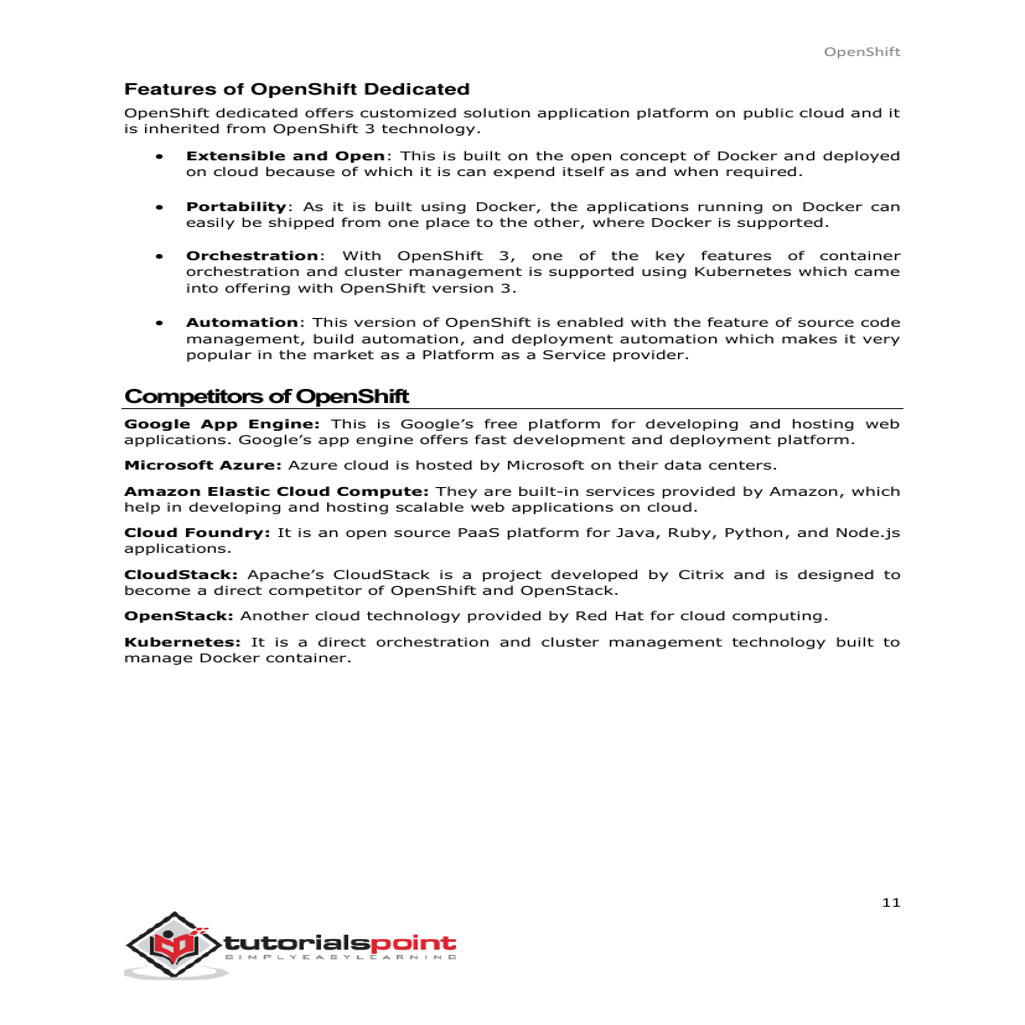 OpenShift
Features of OpenShift Dedicated
OpenShift dedicated offers customized solution application platform on public cloud and it
is inherited from OpenShift 3 technology.
• Extensible and Open: This is built on the open concept of Docker and deployed
on cloud because of which it is can expend itself as and when required.
• Portability: As it is built using Docker, the applications running on Docker can
easily be shipped from one place to the other, where Docker is supported.
• Orchestration: With OpenShift 3, one of the key features of container
orchestration and cluster management is supported using Kubernetes which came
into offering with OpenShift version 3.
• Automation: This version of OpenShift is enabled with the feature of source code
management, build automation, and deployment automation which makes it very
popular in the market as a Platform as a Service provider.
Competitors of OpenShift
Google App Engine: This is Google’s free platform for developing and hosting web
applications. Google’s app engine offers fast development and deployment platform.
Microsoft Azure: Azure cloud is hosted by Microsoft on their data centers.
Amazon Elastic Cloud Compute: They are built-in services provided by Amazon, which
help in developing and hosting scalable web applications on cloud.
Cloud Foundry: It is an open source PaaS platform for Java, Ruby, Python, and Node.js
applications.
CloudStack: Apache’s CloudStack is a project developed by Citrix and is designed to
become a direct competitor of OpenShift and OpenStack.
OpenStack: Another cloud technology provided by Red Hat for cloud computing.
Kubernetes: It is a direct orchestration and cluster management technology built to
manage Docker container.
11
tutorialspoint
SIMPLYEASYLEARNING